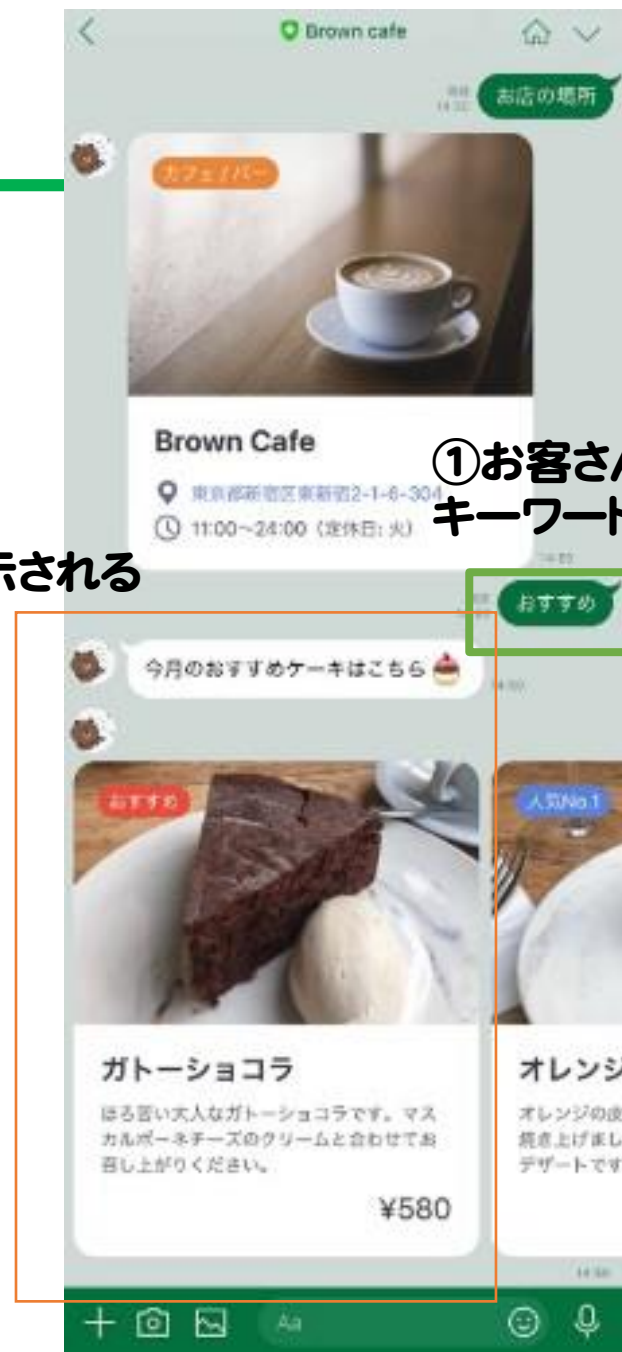 Brown cafe
お店の場所
カフェ/バー
Brown Cafe
東京都新宿区東新宿2-1-6-304
11:00~24:00(定休日: 火)
①お客さん
キーワード
示される
おすすめ
今月のおすすめケーキはこちら
おすすめ
人気No.1
ガトーショコラ
ほろ苦い大人なガトーショコラです。マス
カルポーネチーズのクリームと合わせてお
召し上がりください。
¥580
オレンジ
オレンジの皮
焼き上げまし
デザートです
Aa